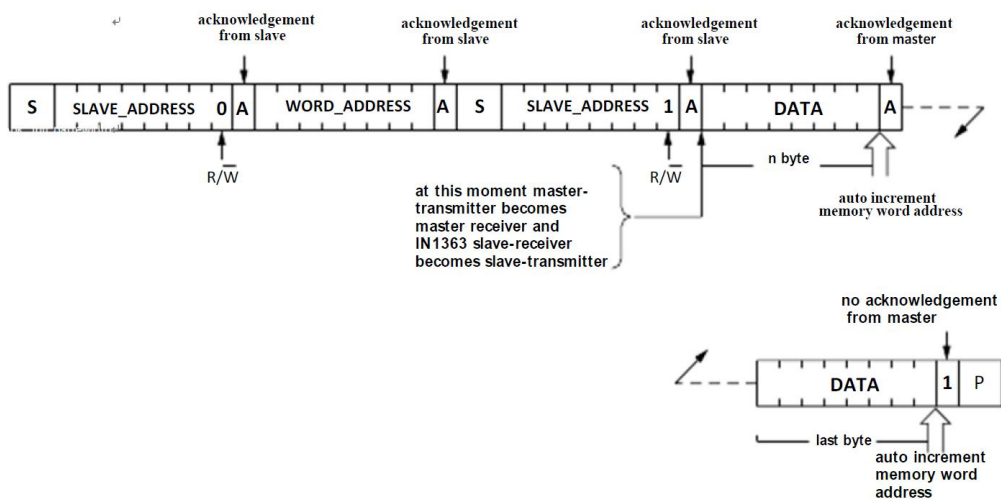 acknowledgement
from slave
acknowledgement
from slave
acknowledgement
from slave
acknowledgement
from master
S SLAVE_ADDRESS 0 A WORD_ADDRESS A S SLAVE_ADDRESS 1 A DATA A
R/W̅
R/W̅
n byte
at this moment master-
transmitter becomes
master receiver and
IN1363 slave-receiver
becomes slave-transmitter
auto increment
memory word address
no acknowledgement
from master
DATA 1 P
last byte
auto increment
memory word
address